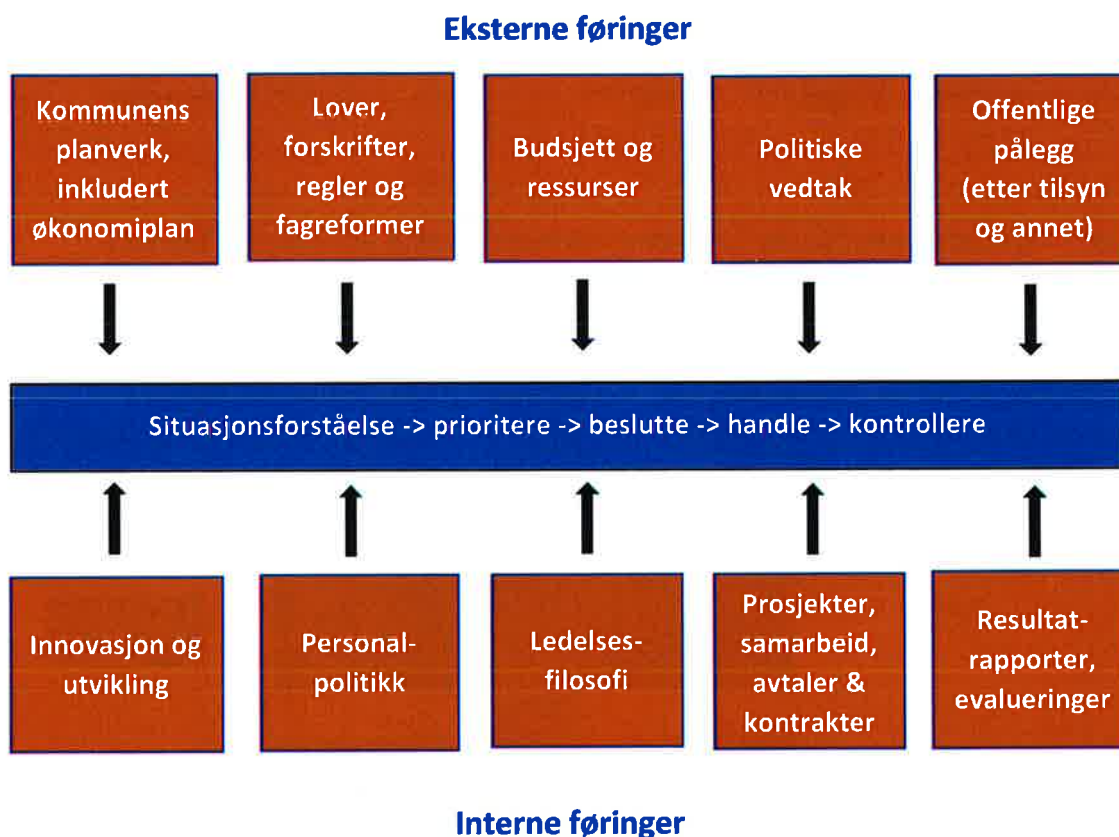 Eksterne føringer
Kommunens
planverk,
inkludert
økonomiplan
Lover,
forskrifter,
regler og
fagreformer
Budsjett og
ressurser
Politiske
vedtak
Offentlige
pålegg
(etter tilsyn
og annet)
Situasjonsforståelse -> prioritere -> beslutte -> handle -> kontrollere
Innovasjon og
utvikling
Personal-
politikk
Ledelses-
filosofi
Prosjekter,
samarbeid,
avtaler &
kontrakter
Resultat-
rapporter,
evalueringer
Interne føringer